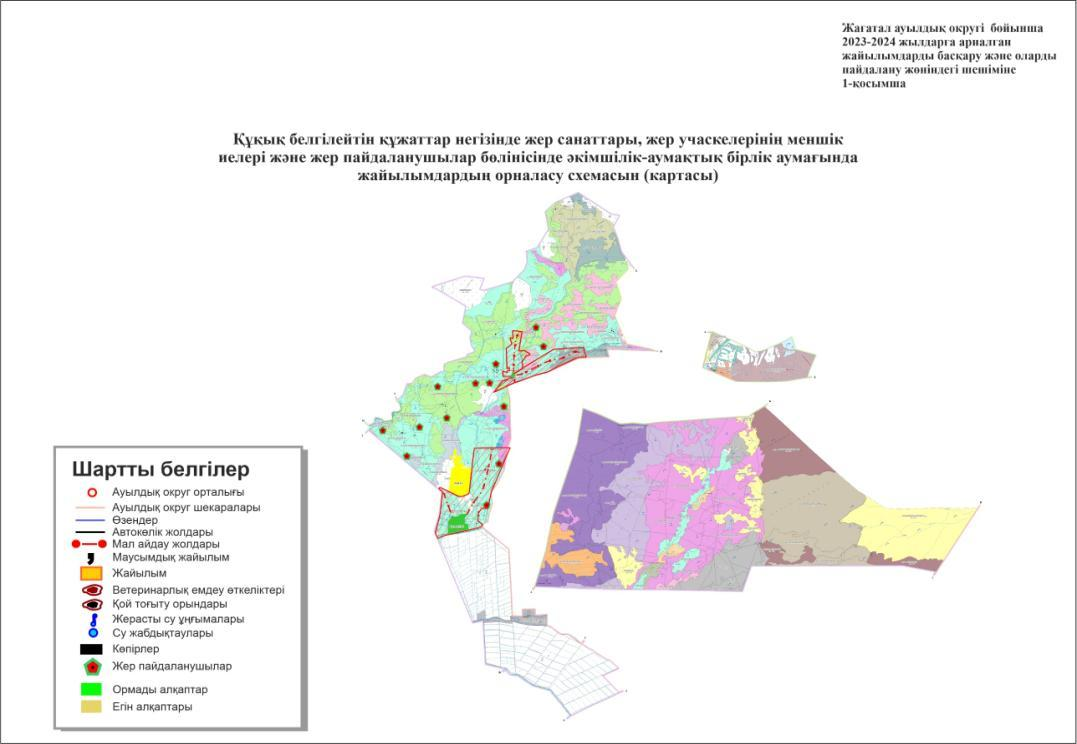 Жағатал ауылдық округі бойынша
2023-2024 жылдарға арналған
жайылымдарды басқару және оларды
пайдалану жөніндегі шешіміне
1-қосымша
Құқық белгілейтін құжаттар негізінде жер санаттары, жер учаскелерінің меншік
иелері және жер пайдаланушылар бөлінісінде әкімшілік-аумақтық бірлік аумағында
жайылымдардың орналасу схемасын (картасы)
Шартты белгілер
Ауылдық округ орталығы
Ауылдық округ шекаралары
Өзендер
Автокөлік жолдары
Мал айдау жолдары
Маусымдық жайылым
Жайылым
Ветеринарлық емдеу өткеліктері
Қой тоғыту орындары
Жерасты су ұңғымалары
Су жабдықтаулары
Көпірлер
Жер пайдаланушылар
Ормады алқаптар
Егін алқаптары